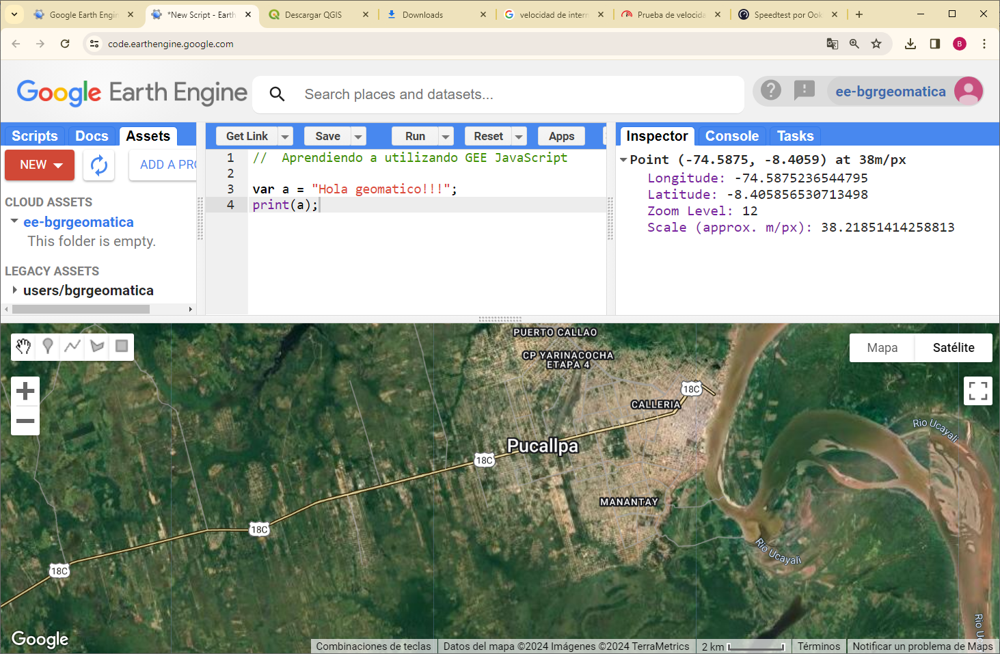 Google Earth Engin
*New Script - Earth
Descargar QGIS
Downloads
velocidad de intern
Prueba de velocida
Speedtest por Ook
code.earthengine.google.com
B
Google Earth Engine
Search places and datasets...
ee-bgrgeomatica
Scripts
Docs
Assets
NEW
ADD A PRO
CLOUD ASSETS
ee-bgrgeomatica
This folder is empty.
LEGACY ASSETS
users/bgrgeomatica
Get Link
Save
Run
Reset
Apps
1 // Aprendiendo a utilizando GEE JavaScript
2
3 var a = "Hola geomatico!!!";
4 print(a);
Inspector
Console
Tasks
Point (-74.5875, -8.4059) at 38m/px
Longitude: -74.5875236544795
Latitude: -8.405856530713498
Zoom Level: 12
Scale (approx. m/px): 38.21851414258813
Mapa
Satélite
PUERTO CALLAO
CP YARINACOCHA
ETAPA 4
18C
CALLERIA
Rio Ucayali
Pucallpa
18C
MANANTAY
18C
Rio Ucayali
18C
Google
Combinaciones de teclas
Datos del mapa ©2024 Imágenes ©2024 TerraMetrics
2 km
Términos
Notificar un problema de Maps